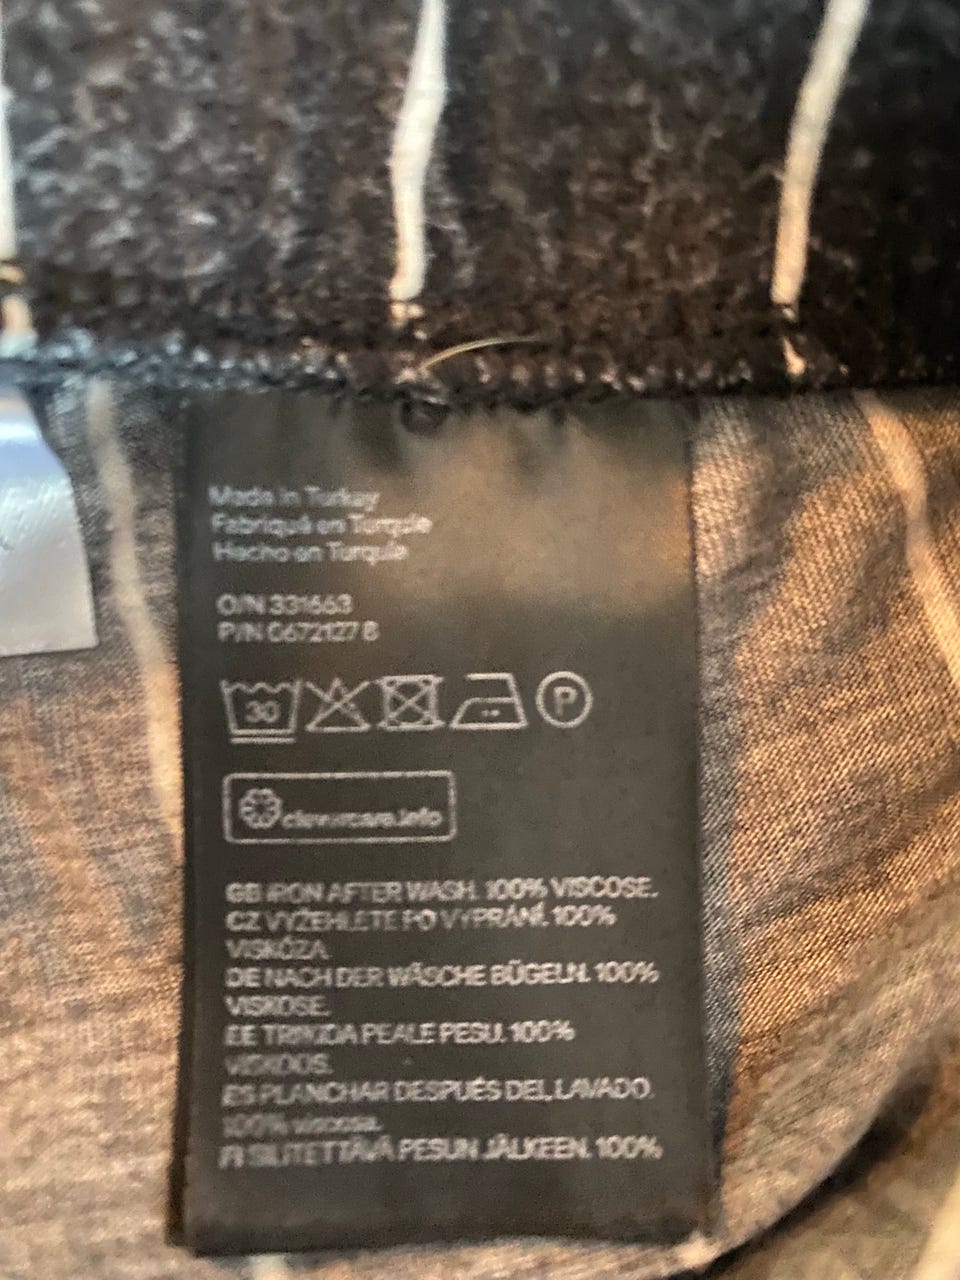 Made in Turkey
Fabriqué en Turquie
Hecho en Turquía
O/N 331663
P/N 0672127 8
30
P
clevercare.info
GB IRON AFTER WASH. 100% VISCOSE.
CZ VYŽEHLETE PO VYPRÁNÍ. 100%
VISKÓZA.
DE NACH DER WÄSCHE BÜGELN. 100%
VISKOSE.
EE TRIIKIDA PEALE PESU. 100%
VISKOOS.
ES PLANCHAR DESPUÉS DEL LAVADO.
100% viscosa.
FI SILITETTÄVÄ PESUN JÄLKEEN. 100%